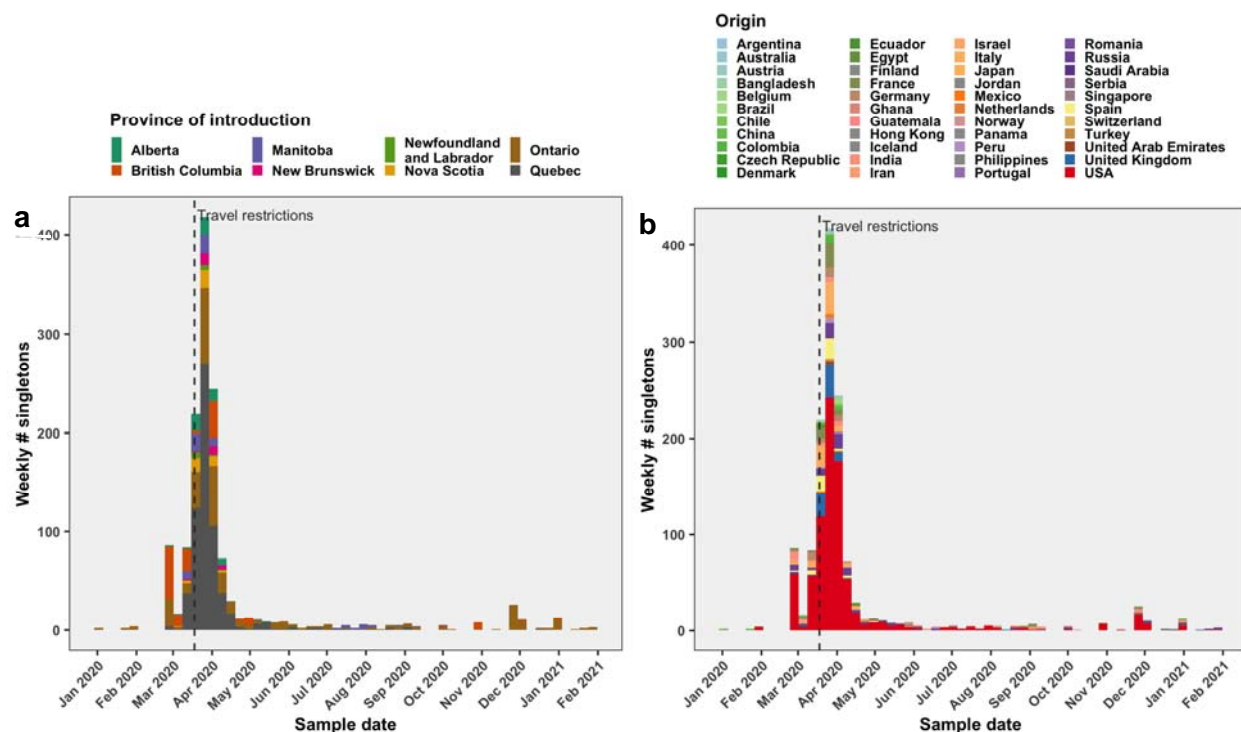 Province of introduction
Alberta
British Columbia
Manitoba
New Brunswick
Newfoundland
and Labrador
Nova Scotia
Ontario
Quebec
a
Travel restrictions
400
300
200
100
0
Weekly # singletons
Jan 2020
Feb 2020
Mar 2020
Apr 2020
May 2020
Jun 2020
Jul 2020
Aug 2020
Sep 2020
Oct 2020
Nov 2020
Dec 2020
Jan 2021
Feb 2021
Sample date
Origin
Argentina
Australia
Austria
Bangladesh
Belgium
Brazil
Chile
China
Colombia
Czech Republic
Denmark
Ecuador
Egypt
Finland
France
Germany
Ghana
Guatemala
Hong Kong
Iceland
India
Iran
Israel
Italy
Japan
Jordan
Mexico
Netherlands
Norway
Panama
Peru
Philippines
Portugal
Romania
Russia
Saudi Arabia
Serbia
Singapore
Spain
Switzerland
Turkey
United Arab Emirates
United Kingdom
USA
b
Travel restrictions
400
300
200
100
0
Weekly # singletons
Jan 2020
Feb 2020
Mar 2020
Apr 2020
May 2020
Jun 2020
Jul 2020
Aug 2020
Sep 2020
Oct 2020
Nov 2020
Dec 2020
Jan 2021
Feb 2021
Sample date